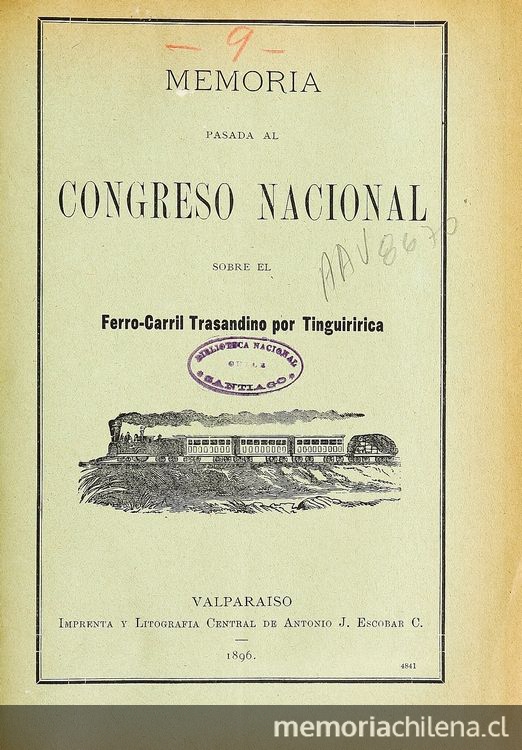 — 9 —
MEMORIA
PASADA AL
CONGRESO NACIONAL
SOBRE EL
AAV8670
Ferro-Carril Trasandino por Tinguiririca
BIBLIOTECA NACIONAL
CHILE
SANTIAGO
VALPARAISO
IMPRENTA Y LITOGRAFIA CENTRAL DE ANTONIO J. ESCOBAR C.
1896.
4841
memoriachilena.cl